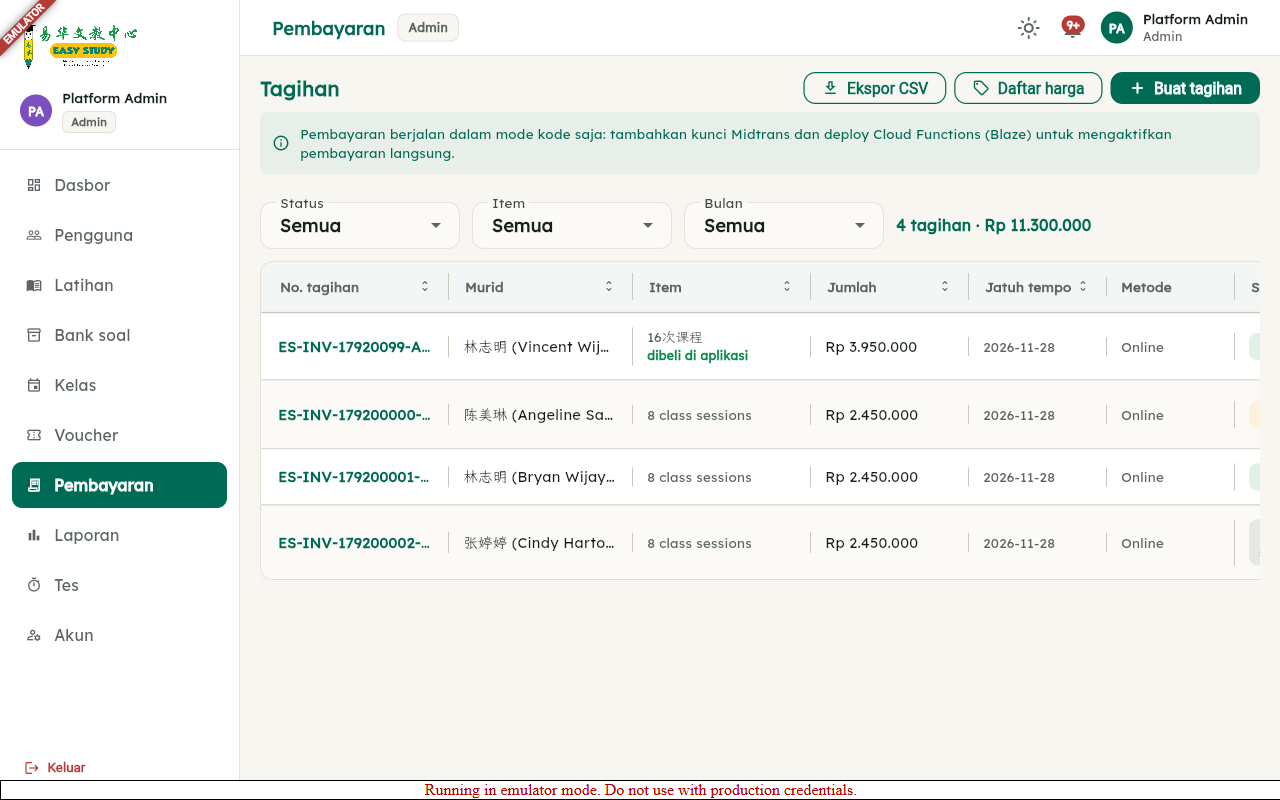 EMULATOR
易华文教中心
EASY STUDY
PA
Platform Admin
Admin
Dasbor
Pengguna
Latihan
Bank soal
Kelas
Voucher
Pembayaran
Laporan
Tes
Akun
Keluar
Pembayaran
Admin
9+
PA
Platform Admin
Admin
Tagihan
Ekspor CSV
Daftar harga
+ Buat tagihan
Pembayaran berjalan dalam mode kode saja: tambahkan kunci Midtrans dan deploy Cloud Functions (Blaze) untuk mengaktifkan
pembayaran langsung.
Status
Semua
Item
Semua
Bulan
Semua
4 tagihan · Rp 11.300.000
No. tagihan Murid Item Jumlah Jatuh tempo Metode S
ES-INV-17920099-A… 林志明 (Vincent Wij… 16次课程 Rp 3.950.000 2026-11-28 Online
dibeli di aplikasi
ES-INV-179200000-… 陈美琳 (Angeline Sa… 8 class sessions Rp 2.450.000 2026-11-28 Online
ES-INV-179200001-… 林志明 (Bryan Wijay… 8 class sessions Rp 2.450.000 2026-11-28 Online
ES-INV-179200002-… 张婷婷 (Cindy Harto… 8 class sessions Rp 2.450.000 2026-11-28 Online
Running in emulator mode. Do not use with production credentials.